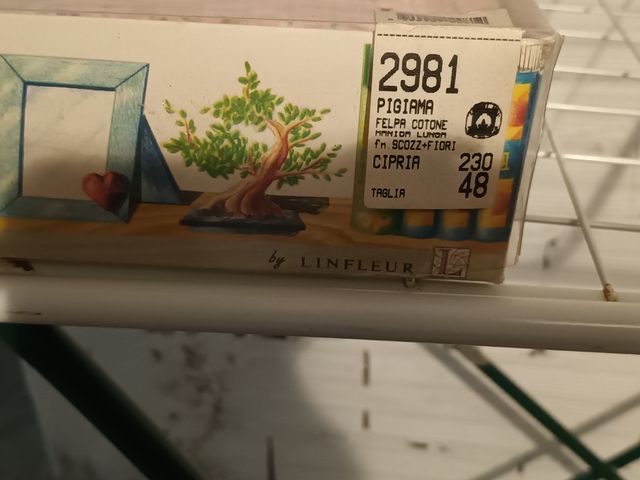 2981
PIGIAMA
FELPA COTONE
MANICA LUNGA
fn. SCOZZ+FIORI
CIPRIA 230
TAGLIA 48
by LINFLEUR L